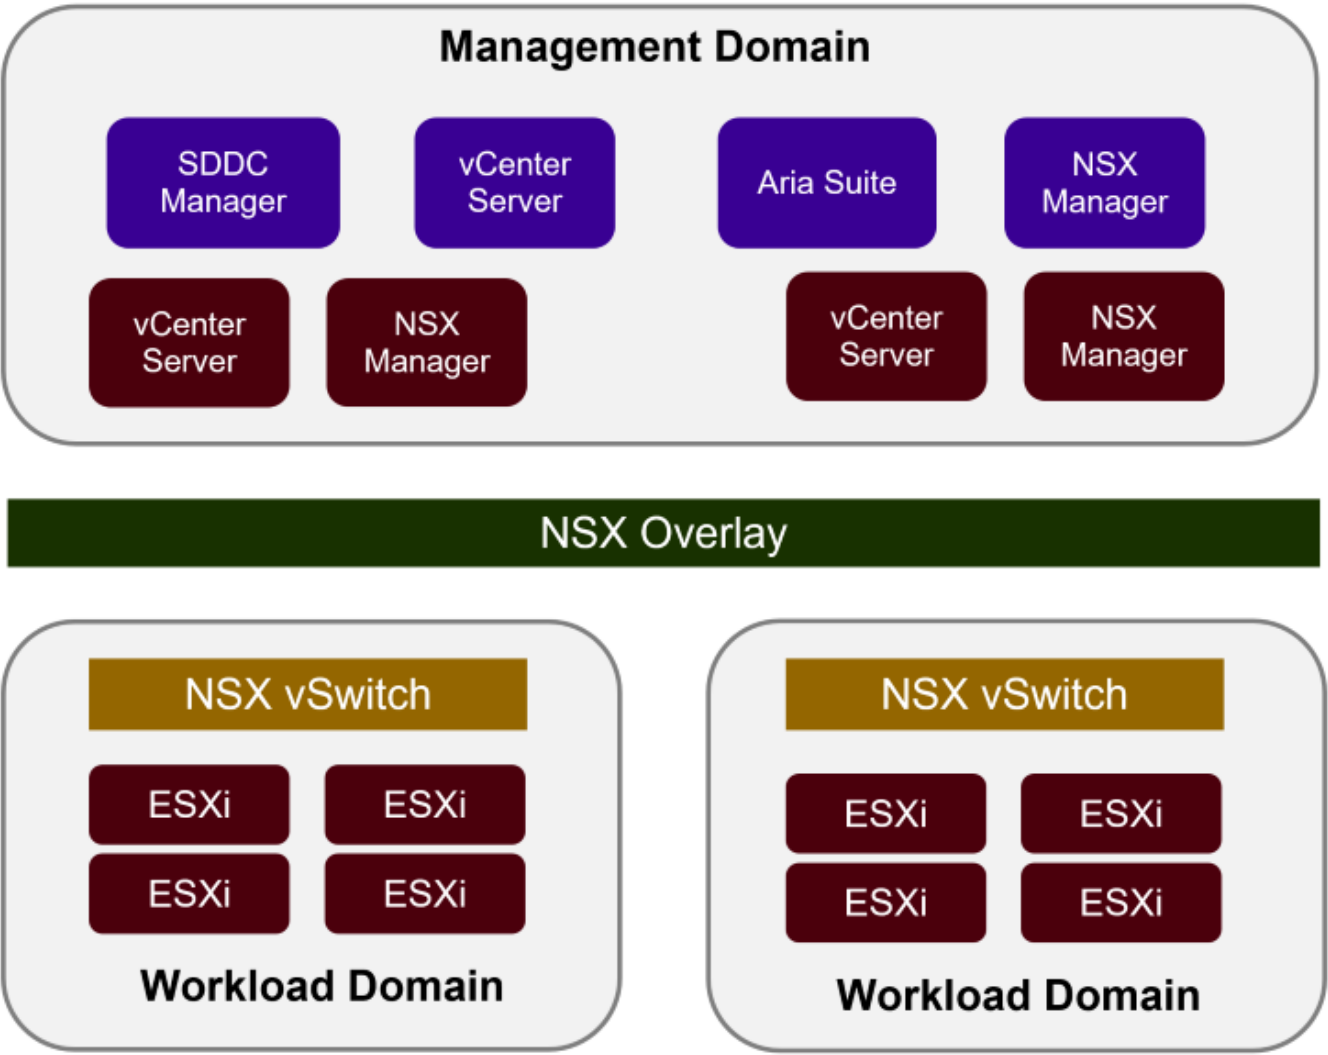 Management Domain
SDDC
Manager
vCenter
Server
Aria Suite
NSX
Manager
vCenter
Server
NSX
Manager
vCenter
Server
NSX
Manager
NSX Overlay
NSX vSwitch
ESXi
ESXi
ESXi
ESXi
Workload Domain
NSX vSwitch
ESXi
ESXi
ESXi
ESXi
Workload Domain